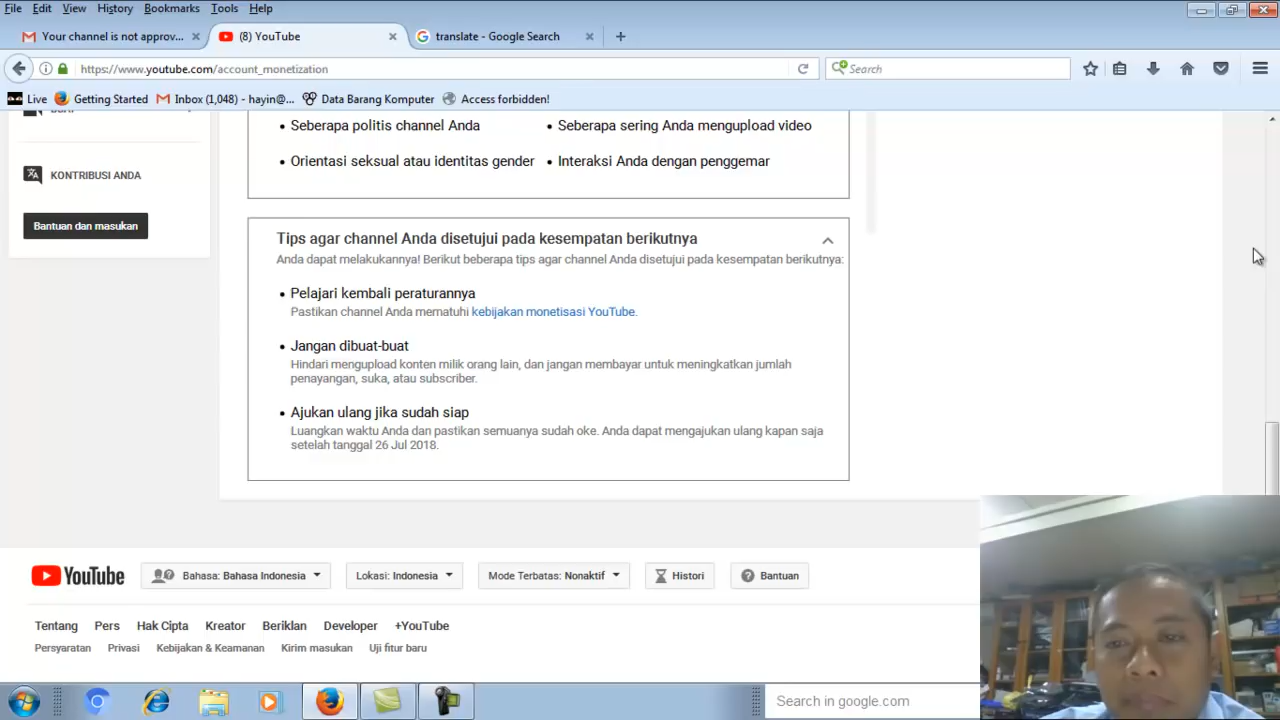 File Edit View History Bookmarks Tools Help
Your channel is not approv...
(8) YouTube
translate - Google Search
https://www.youtube.com/account_monetization
Search
Live Getting Started Inbox (1,048) - hayin@... Data Barang Komputer Access forbidden!
KONTRIBUSI ANDA
Bantuan dan masukan
• Seberapa politis channel Anda • Seberapa sering Anda mengupload video
• Orientasi seksual atau identitas gender • Interaksi Anda dengan penggemar
Tips agar channel Anda disetujui pada kesempatan berikutnya
Anda dapat melakukannya! Berikut beberapa tips agar channel Anda disetujui pada kesempatan berikutnya:
• Pelajari kembali peraturannya
Pastikan channel Anda mematuhi kebijakan monetisasi YouTube.
• Jangan dibuat-buat
Hindari mengupload konten milik orang lain, dan jangan membayar untuk meningkatkan jumlah
penayangan, suka, atau subscriber.
• Ajukan ulang jika sudah siap
Luangkan waktu Anda dan pastikan semuanya sudah oke. Anda dapat mengajukan ulang kapan saja
setelah tanggal 26 Jul 2018.
YouTube Bahasa: Bahasa Indonesia Lokasi: Indonesia Mode Terbatas: Nonaktif Histori Bantuan
Tentang Pers Hak Cipta Kreator Beriklan Developer +YouTube
Persyaratan Privasi Kebijakan & Keamanan Kirim masukan Uji fitur baru
Search in google.com